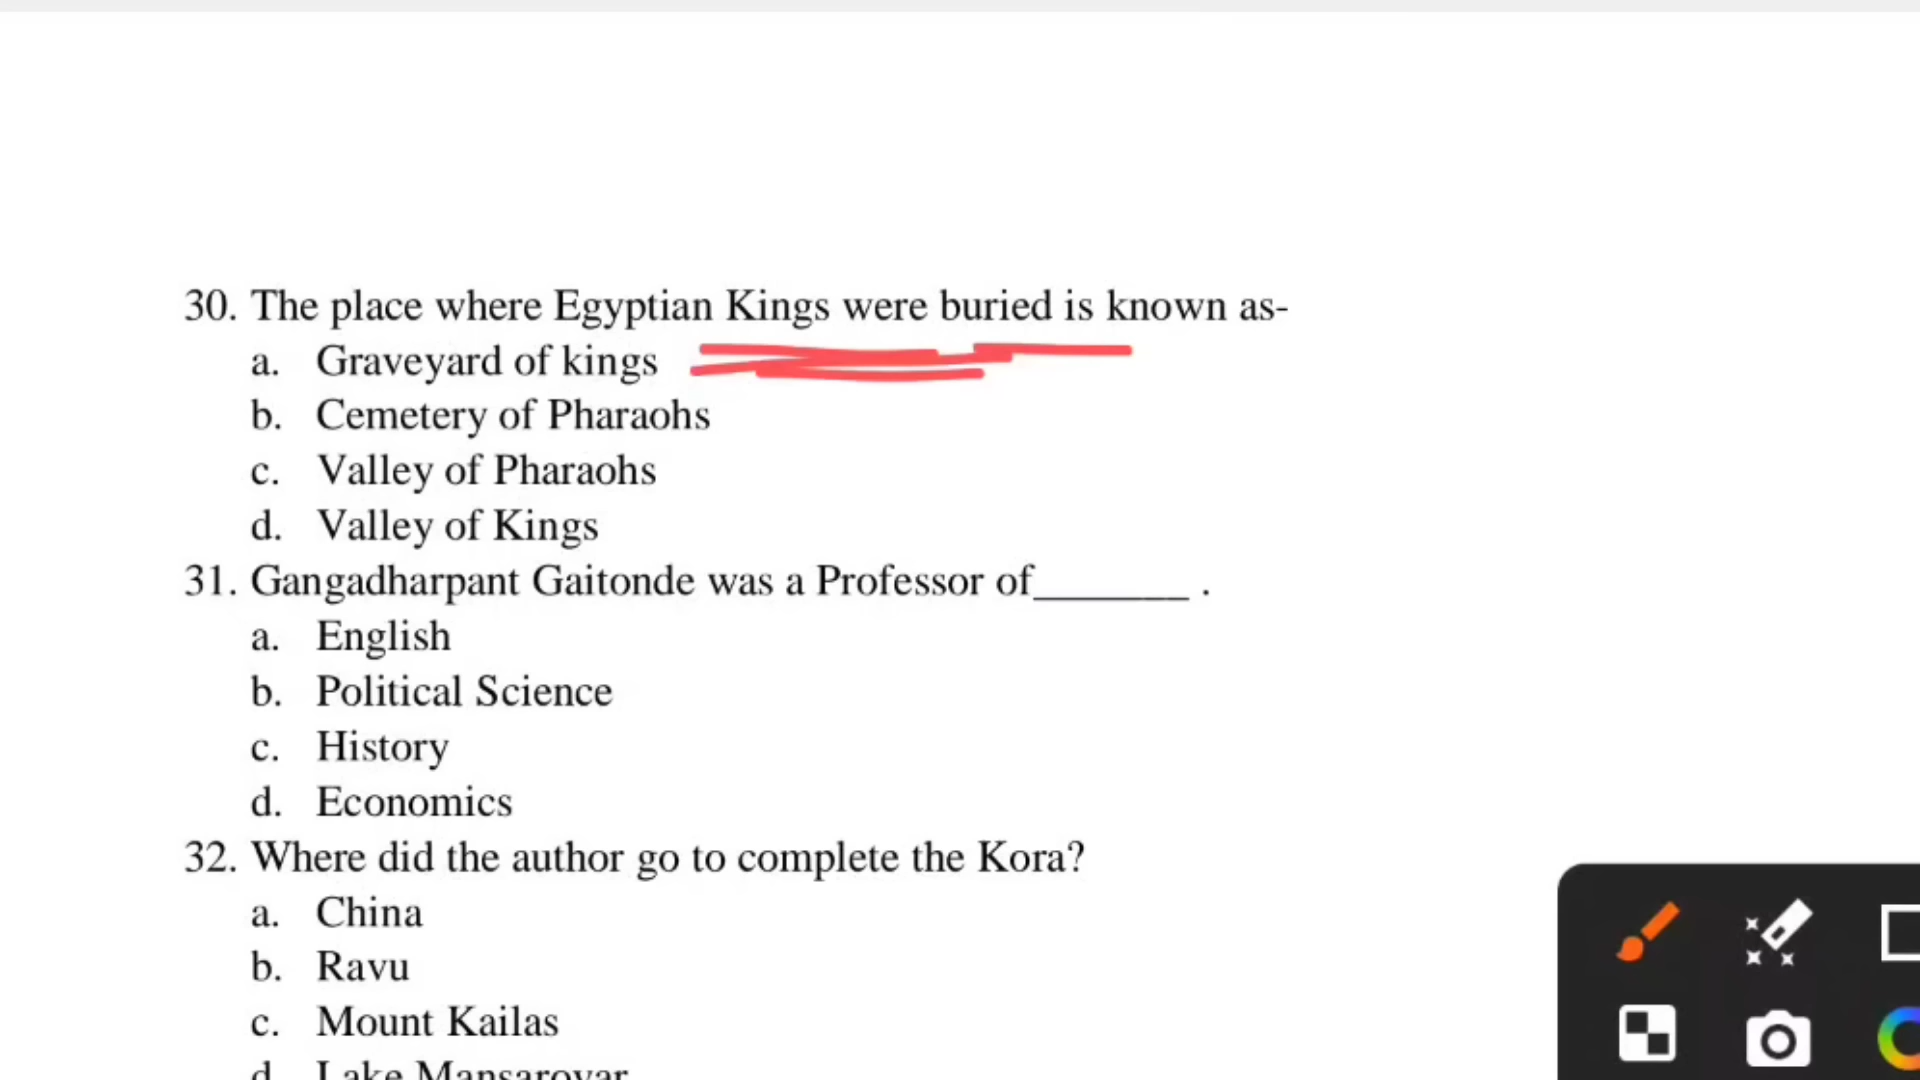 30. The place where Egyptian Kings were buried is known as-
a. Graveyard of kings
b. Cemetery of Pharaohs
c. Valley of Pharaohs
d. Valley of Kings
31. Gangadharpant Gaitonde was a Professor of_______ .
a. English
b. Political Science
c. History
d. Economics
32. Where did the author go to complete the Kora?
a. China
b. Ravu
c. Mount Kailas
d. Lake Mansarovar